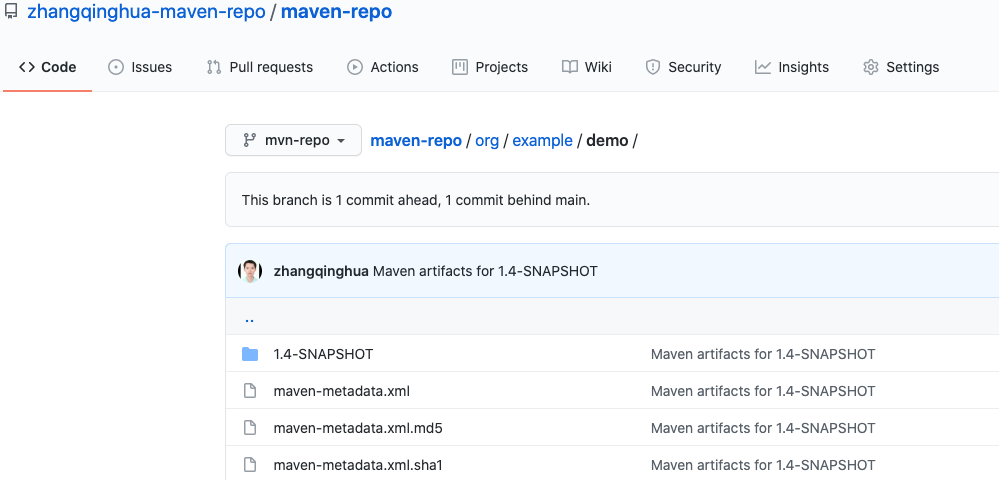 zhangqinghua-maven-repo / maven-repo
Code Issues Pull requests Actions Projects Wiki Security Insights Settings
mvn-repo maven-repo / org / example / demo /
This branch is 1 commit ahead, 1 commit behind main.
zhangqinghua Maven artifacts for 1.4-SNAPSHOT
..
1.4-SNAPSHOT Maven artifacts for 1.4-SNAPSHOT
maven-metadata.xml Maven artifacts for 1.4-SNAPSHOT
maven-metadata.xml.md5 Maven artifacts for 1.4-SNAPSHOT
maven-metadata.xml.sha1 Maven artifacts for 1.4-SNAPSHOT